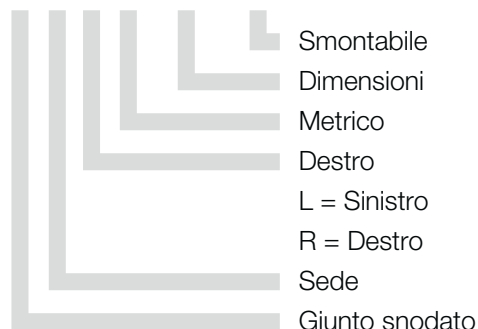 Smontabile
Dimensioni
Metrico
Destro
L = Sinistro
R = Destro
Sede
Giunto snodato